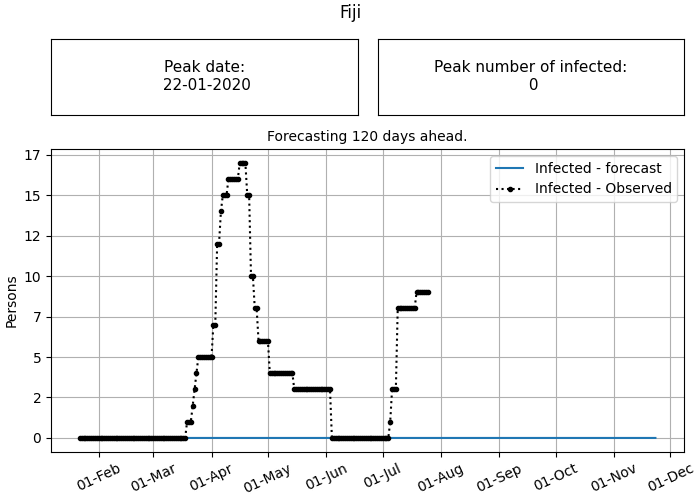 Fiji
Peak date:
22-01-2020
Peak number of infected:
0
Forecasting 120 days ahead.
Infected - forecast
Infected - Observed
Persons
17
15
12
10
7
5
2
0
01-Feb
01-Mar
01-Apr
01-May
01-Jun
01-Jul
01-Aug
01-Sep
01-Oct
01-Nov
01-Dec